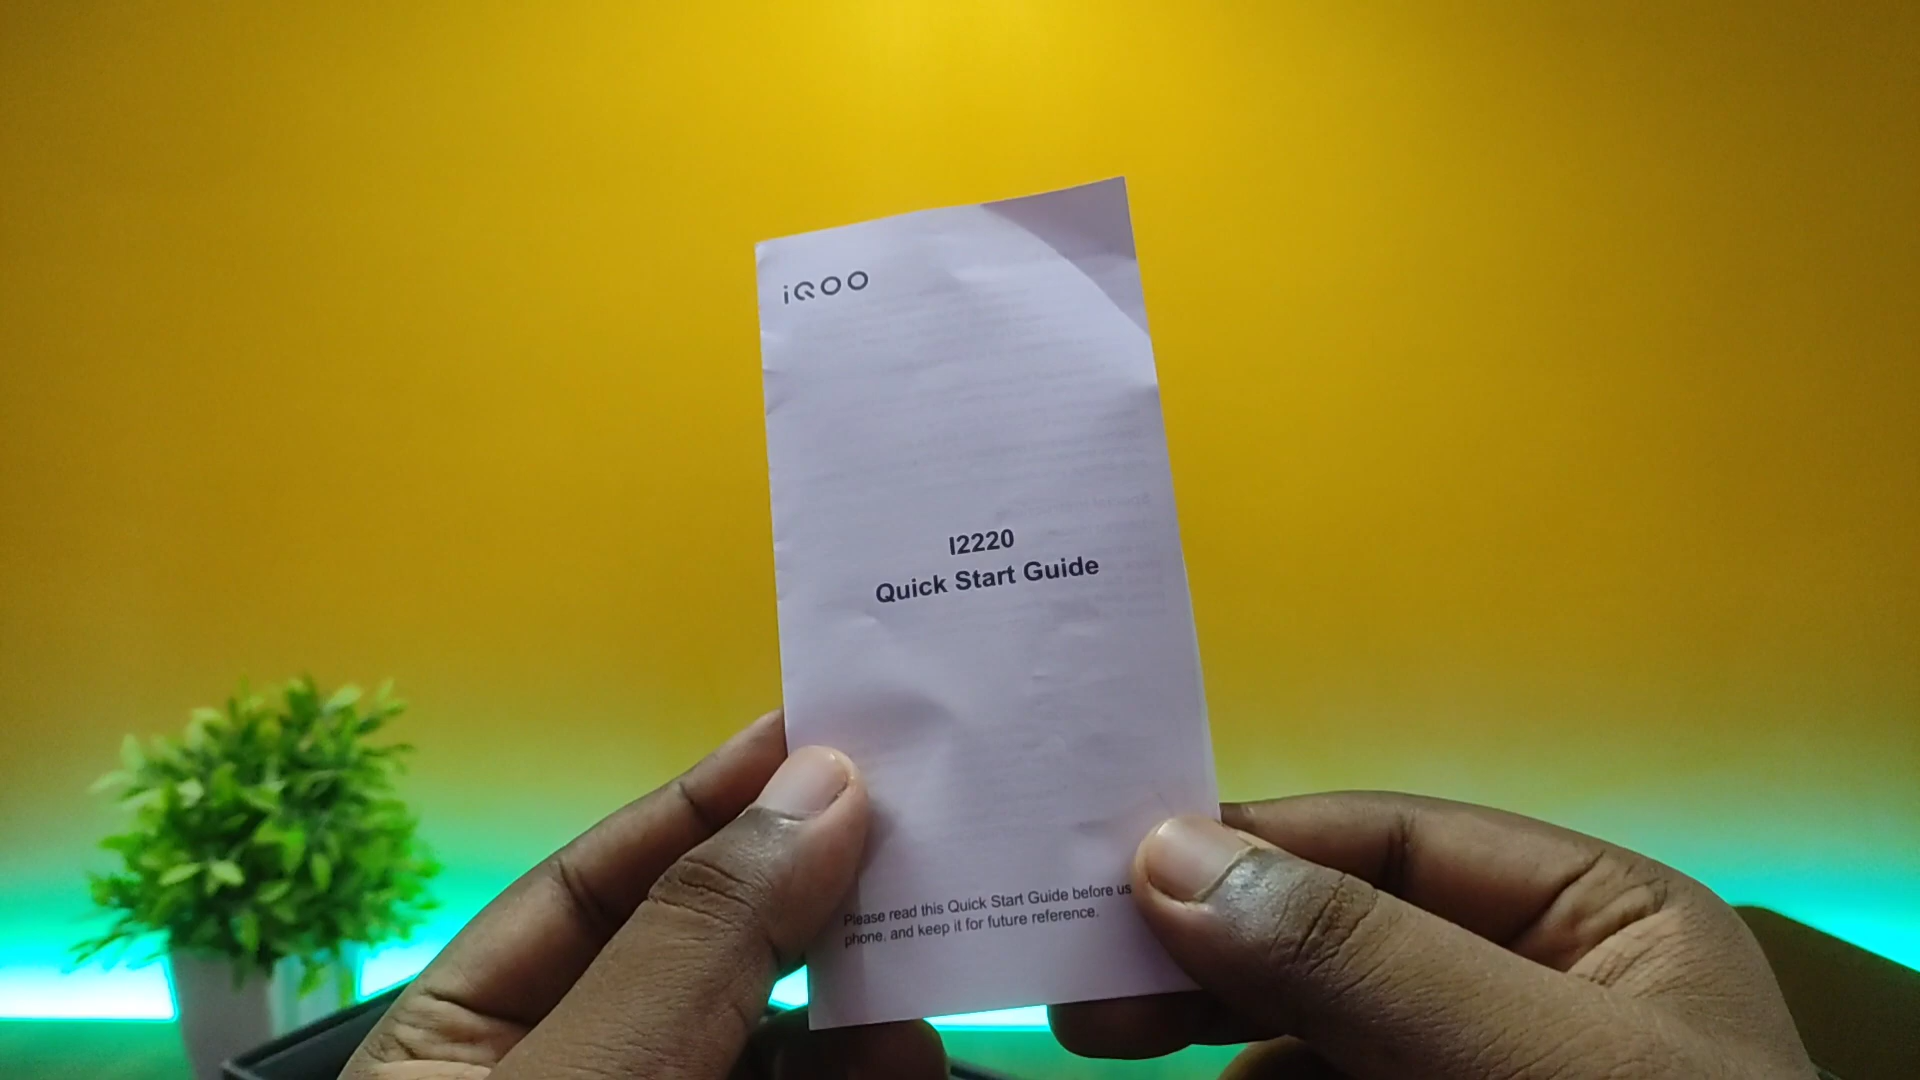 iQOO
I2220
Quick Start Guide
Please read this Quick Start Guide before us
phone, and keep it for future reference.